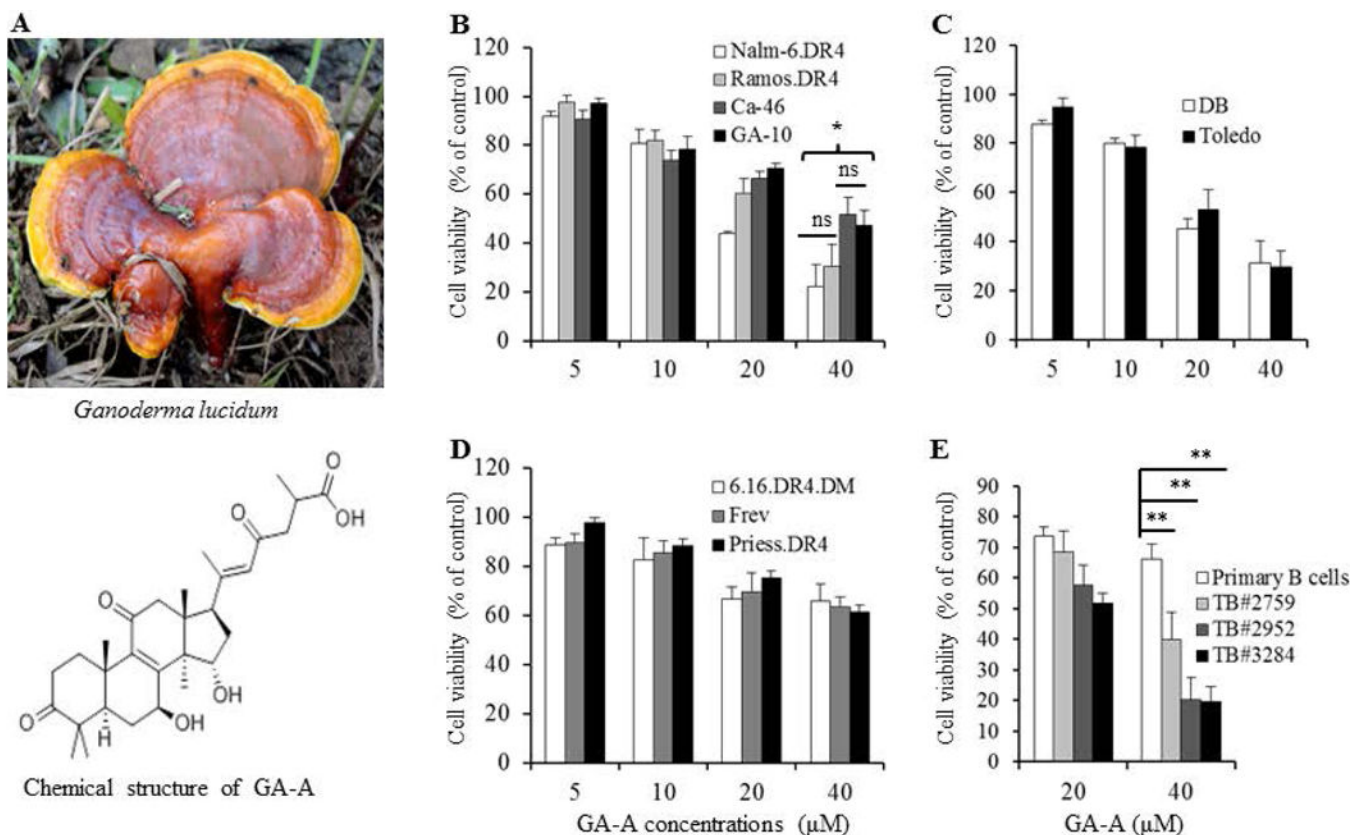 A
Ganoderma lucidum
O
O
OH
O
O
OH
OH
H
Chemical structure of GA-A
B
Cell viability (% of control)
120
100
80
60
40
20
0
Nalm-6.DR4
Ramos.DR4
Ca-46
GA-10
*
ns
ns
5 10 20 40
C
Cell viability (% of control)
120
100
80
60
40
20
0
DB
Toledo
5 10 20 40
D
Cell viability (% of control)
120
100
80
60
40
20
0
6.16.DR4.DM
Frev
Priess.DR4
5 10 20 40
GA-A concentrations (µM)
E
Cell viability (% of control)
90
80
70
60
50
40
30
20
10
0
**
**
**
Primary B cells
TB#2759
TB#2952
TB#3284
20 40
GA-A (µM)